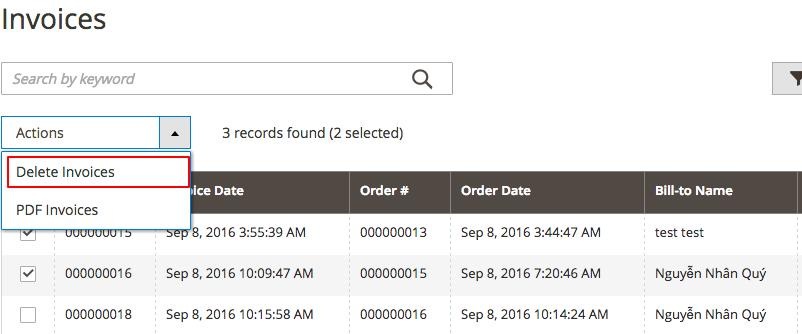 Invoices
Search by keyword
Actions
3 records found (2 selected)
Delete Invoices
PDF Invoices
Date Order # Order Date Bill-to Name
000000015 Sep 8, 2016 3:55:39 AM 000000013 Sep 8, 2016 3:44:47 AM test test
000000016 Sep 8, 2016 10:09:47 AM 000000015 Sep 8, 2016 7:20:46 AM Nguyễn Nhân Quý
000000018 Sep 8, 2016 10:15:58 AM 000000016 Sep 8, 2016 10:14:24 AM Nguyễn Nhân Quý